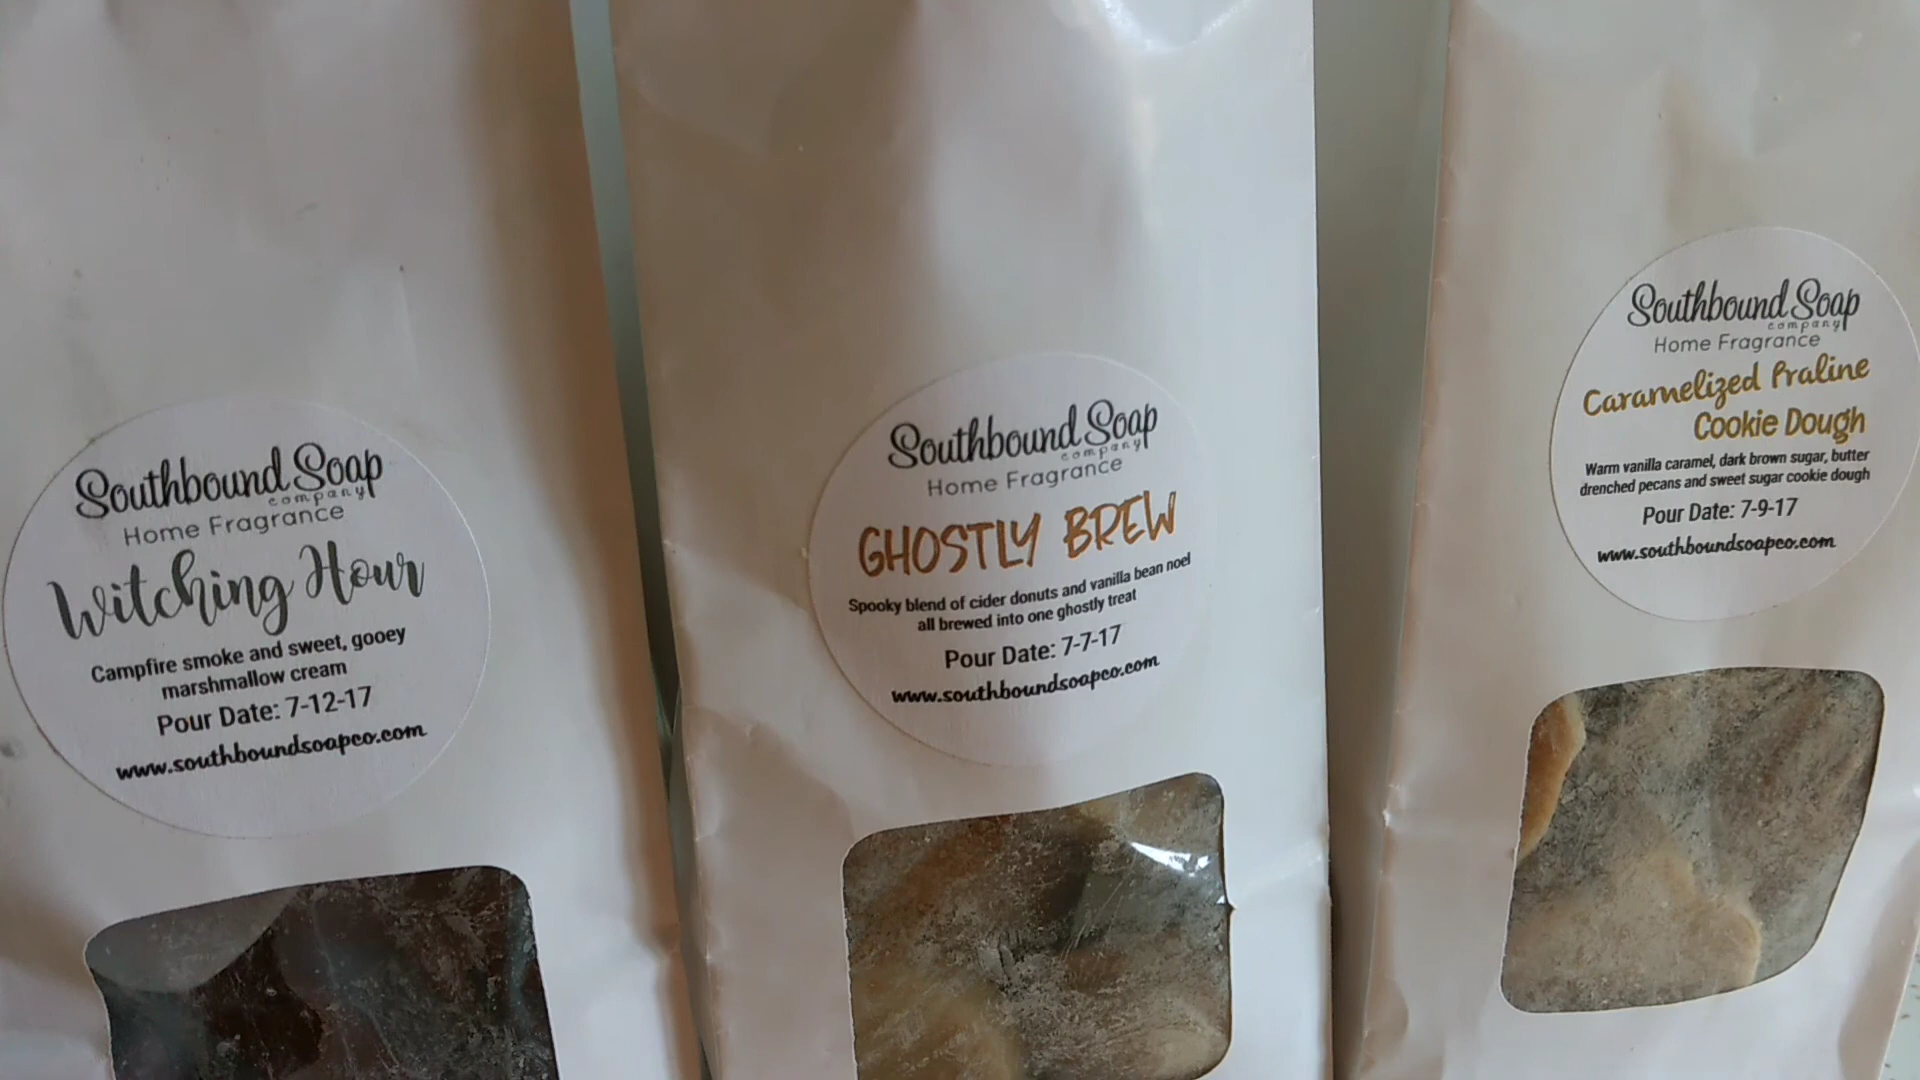 Southbound Soap
company
Home Fragrance
Witching Hour
Campfire smoke and sweet, gooey
marshmallow cream
Pour Date: 7-12-17
www.southboundsoapco.com
Southbound Soap
company
Home Fragrance
GHOSTLY BREW
Spooky blend of cider donuts and vanilla bean noel
all brewed into one ghostly treat
Pour Date: 7-7-17
www.southboundsoapco.com
Southbound Soap
company
Home Fragrance
Caramelized Praline
Cookie Dough
Warm vanilla caramel, dark brown sugar, butter
drenched pecans and sweet sugar cookie dough
Pour Date: 7-9-17
www.southboundsoapco.com